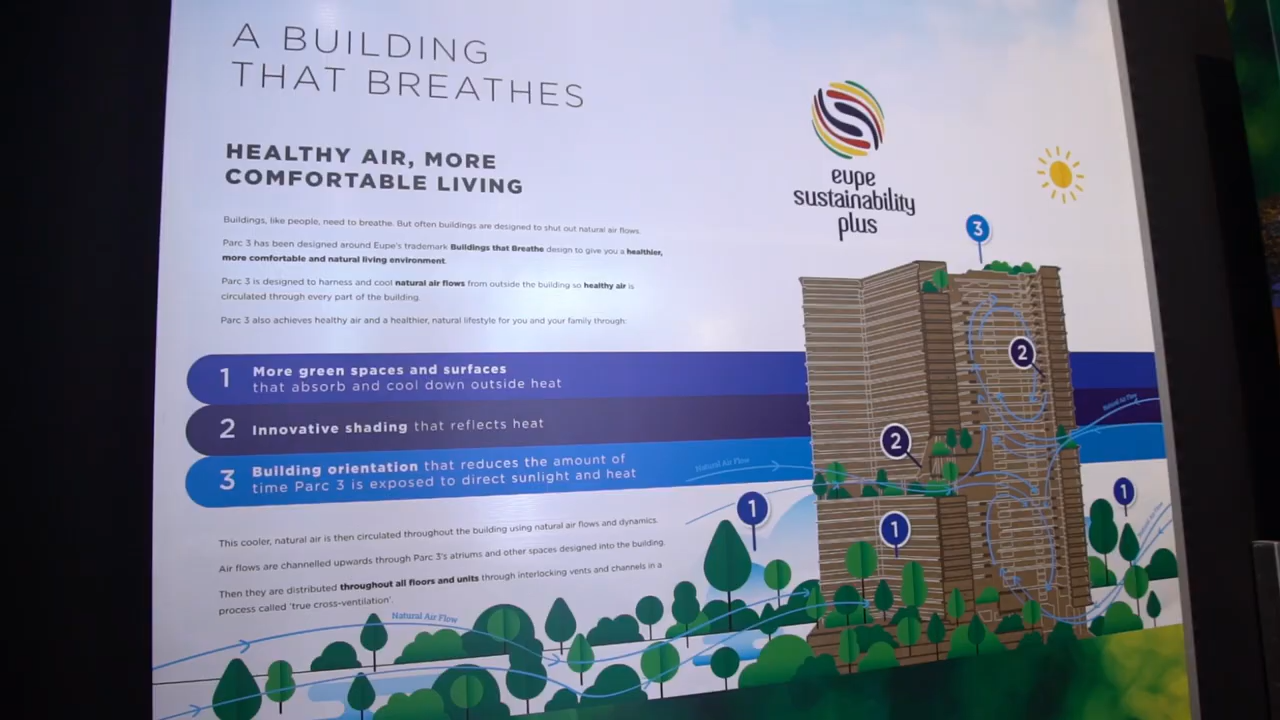 A BUILDING
THAT BREATHES
HEALTHY AIR, MORE
COMFORTABLE LIVING
Buildings, like people, need to breathe. But often buildings are designed to shut out natural air flows.
Parc 3 has been designed around Eupe's trademark Buildings that Breathe design to give you a healthier,
more comfortable and natural living environment.
Parc 3 is designed to harness and cool natural air flows from outside the building so healthy air is
circulated through every part of the building.
Parc 3 also achieves healthy air and a healthier, natural lifestyle for you and your family through:
1 More green spaces and surfaces
that absorb and cool down outside heat
2 Innovative shading that reflects heat
3 Building orientation that reduces the amount of
time Parc 3 is exposed to direct sunlight and heat
This cooler, natural air is then circulated throughout the building using natural air flows and dynamics.
Air flows are channelled upwards through Parc 3's atriums and other spaces designed into the building.
Then they are distributed throughout all floors and units through interlocking vents and channels in a
process called 'true cross-ventilation'.
Natural Air Flow
eupe
sustainability
plus
3
2
Natural Air Flow
2
Natural Air Flow
1
1
1